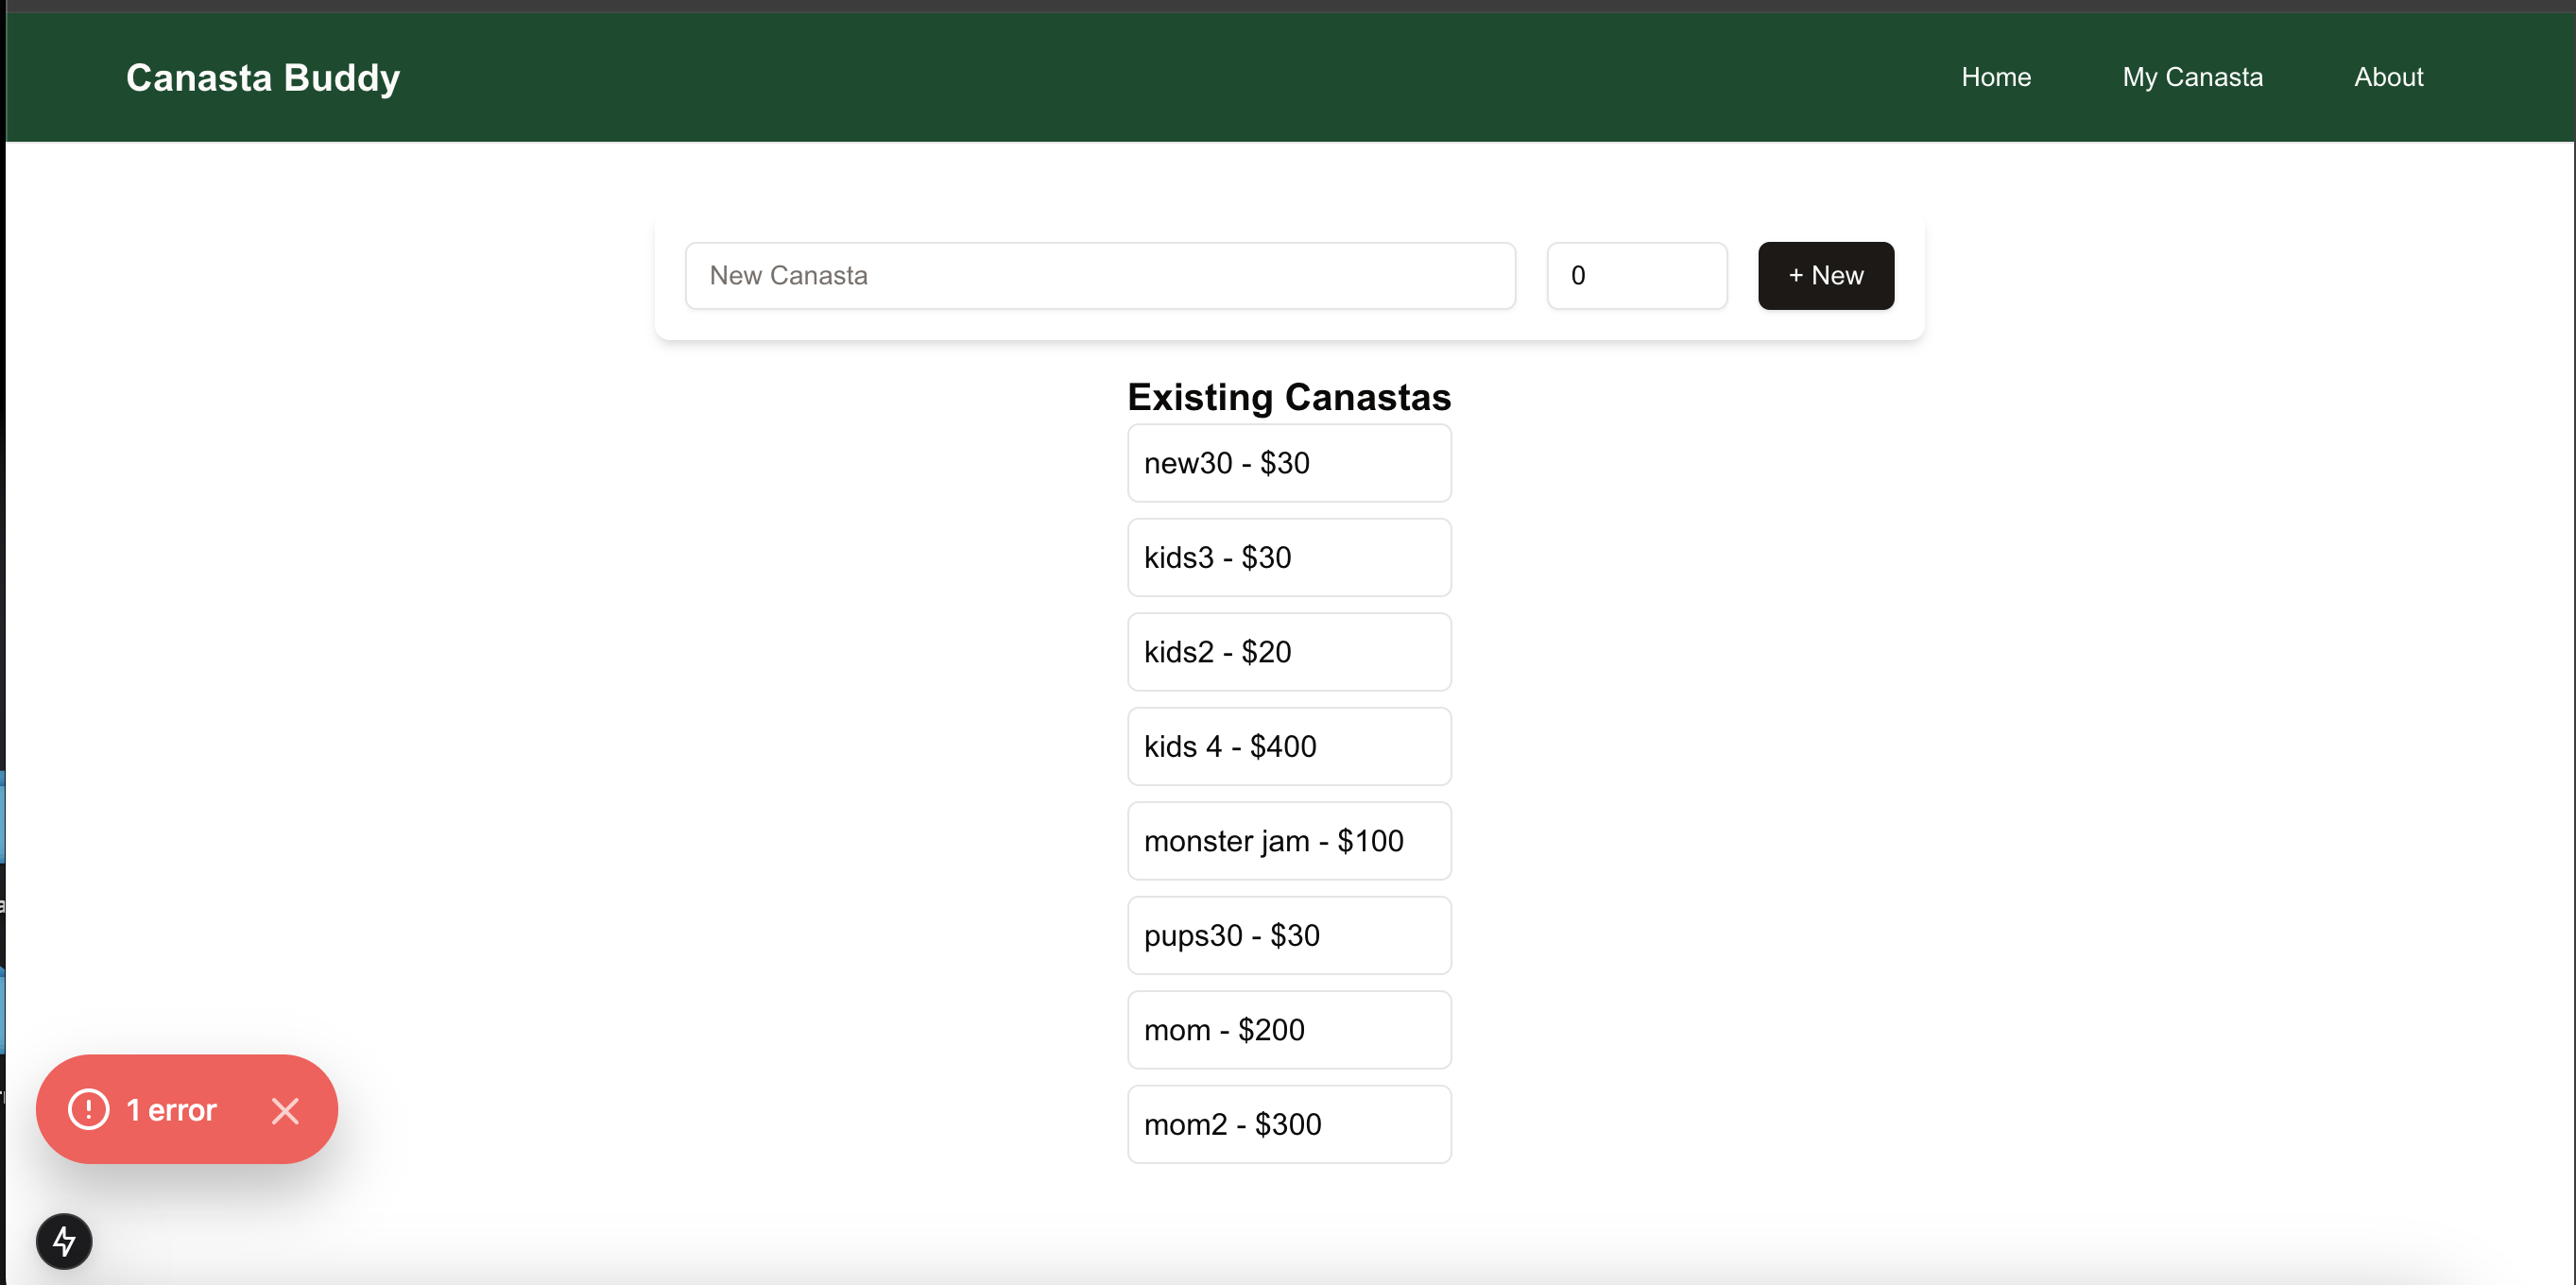 Canasta Buddy
Home My Canasta About
New Canasta 0 + New
Existing Canastas
new30 - $30
kids3 - $30
kids2 - $20
kids 4 - $400
monster jam - $100
pups30 - $30
mom - $200
mom2 - $300
1 error